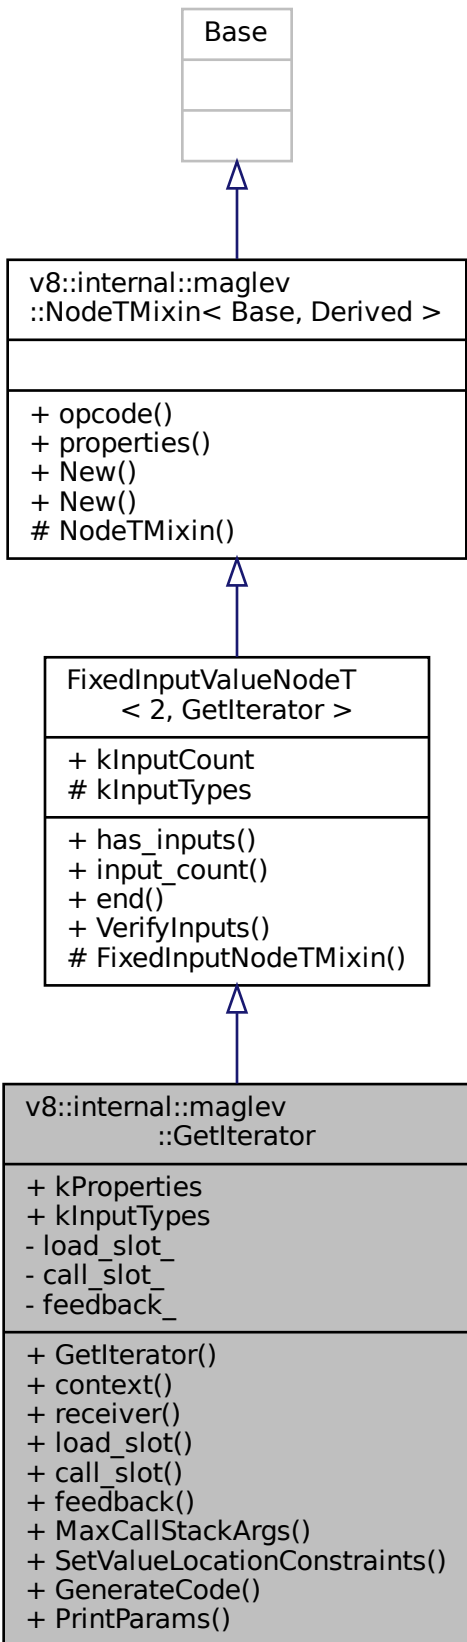 Base
v8::internal::maglev
::NodeTMixin< Base, Derived >
+ opcode()
+ properties()
+ New()
+ New()
# NodeTMixin()
FixedInputValueNodeT
< 2, GetIterator >
+ kInputCount
# kInputTypes
+ has_inputs()
+ input_count()
+ end()
+ VerifyInputs()
# FixedInputNodeTMixin()
v8::internal::maglev
::GetIterator
+ kProperties
+ kInputTypes
- load_slot_
- call_slot_
- feedback_
+ GetIterator()
+ context()
+ receiver()
+ load_slot()
+ call_slot()
+ feedback()
+ MaxCallStackArgs()
+ SetValueLocationConstraints()
+ GenerateCode()
+ PrintParams()